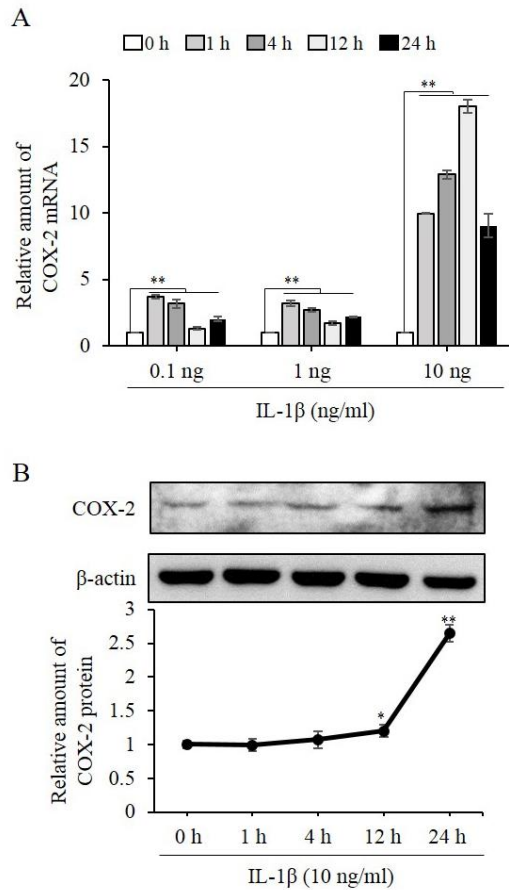 A
0 h 1 h 4 h 12 h 24 h
Relative amount of
COX-2 mRNA
20
15
10
5
0
** ** **
0.1 ng 1 ng 10 ng
IL-1β (ng/ml)
B
COX-2
β-actin
Relative amount of
COX-2 protein
3
2.5
2
1.5
1
0.5
0
*
**
0 h 1 h 4 h 12 h 24 h
IL-1β (10 ng/ml)